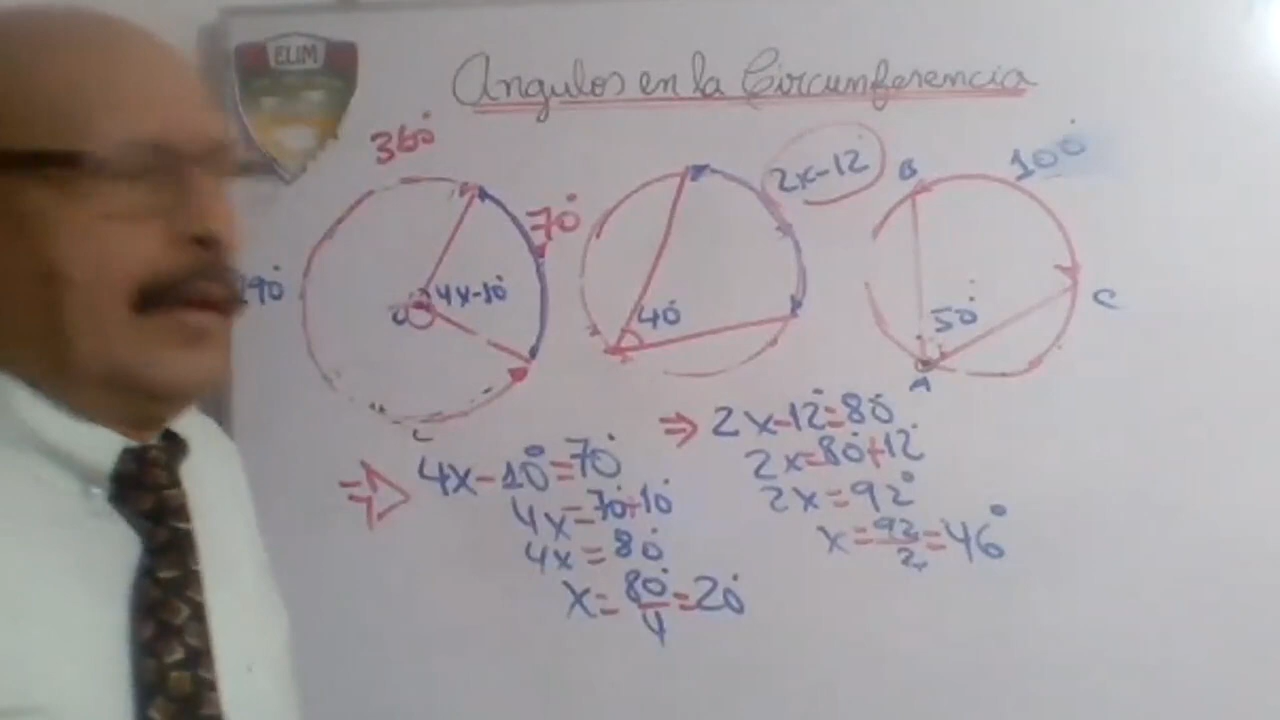 ELIM
Angulos en la Circunferencia
360°
70°
4x-10°
O
2x-12°
40°
B
100°
50°
C
A
⇒ 4x-10°=70°
4x=70°+10°
4x=80°
x=80°/4=20°
⇒ 2x-12°=80°
2x=80°+12°
2x=92°
x=92/2=46°